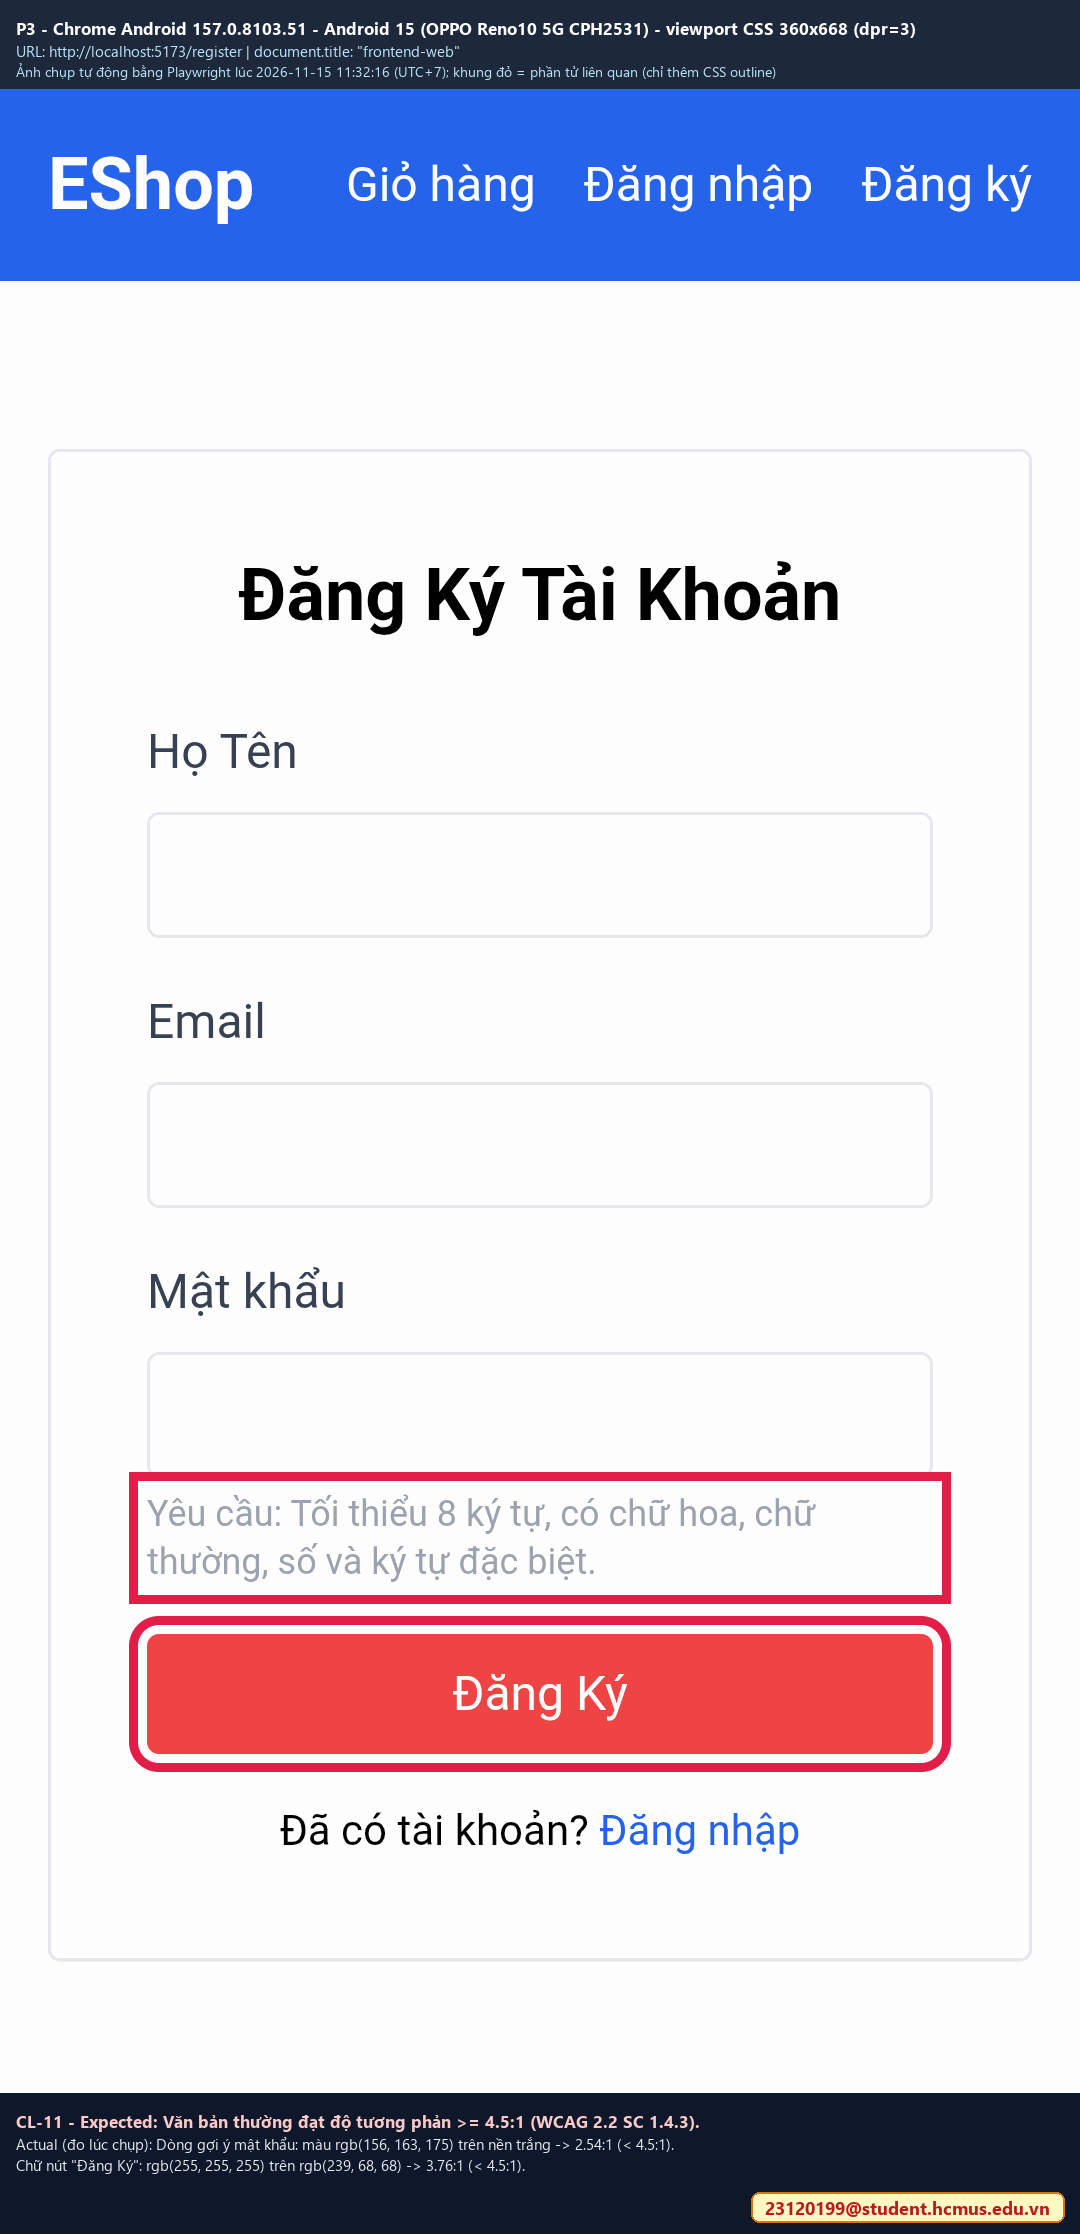 P3 - Chrome Android 157.0.8103.51 - Android 15 (OPPO Reno10 5G CPH2531) - viewport CSS 360x668 (dpr=3)
URL: http://localhost:5173/register | document.title: "frontend-web"
Ảnh chụp tự động bằng Playwright lúc 2026-11-15 11:32:16 (UTC+7); khung đỏ = phần tử liên quan (chỉ thêm CSS outline)
EShop Giỏ hàng Đăng nhập Đăng ký
Đăng Ký Tài Khoản
Họ Tên
Email
Mật khẩu
Yêu cầu: Tối thiểu 8 ký tự, có chữ hoa, chữ
thường, số và ký tự đặc biệt.
Đăng Ký
Đã có tài khoản? Đăng nhập
CL-11 - Expected: Văn bản thường đạt độ tương phản >= 4.5:1 (WCAG 2.2 SC 1.4.3).
Actual (đo lúc chụp): Dòng gợi ý mật khẩu: màu rgb(156, 163, 175) trên nền trắng -> 2.54:1 (< 4.5:1).
Chữ nút "Đăng Ký": rgb(255, 255, 255) trên rgb(239, 68, 68) -> 3.76:1 (< 4.5:1).
23120199@student.hcmus.edu.vn